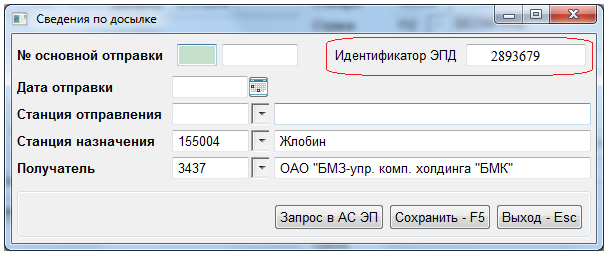 Сведения по досылке
№ основной отправки Идентификатор ЭПД 2893679
Дата отправки
Станция отправления
Станция назначения 155004 Жлобин
Получатель 3437 ОАО "БМЗ-упр. комп. холдинга "БМК"
Запрос в АС ЭП Сохранить - F5 Выход - Esc